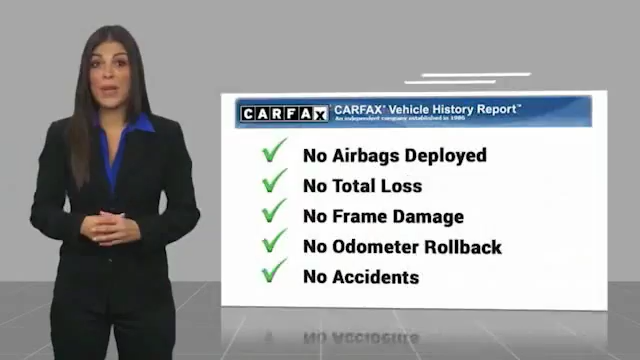 CARFAX CARFAX® Vehicle History Report™
An independent company established in 1986
No Airbags Deployed
No Total Loss
No Frame Damage
No Odometer Rollback
No Accidents